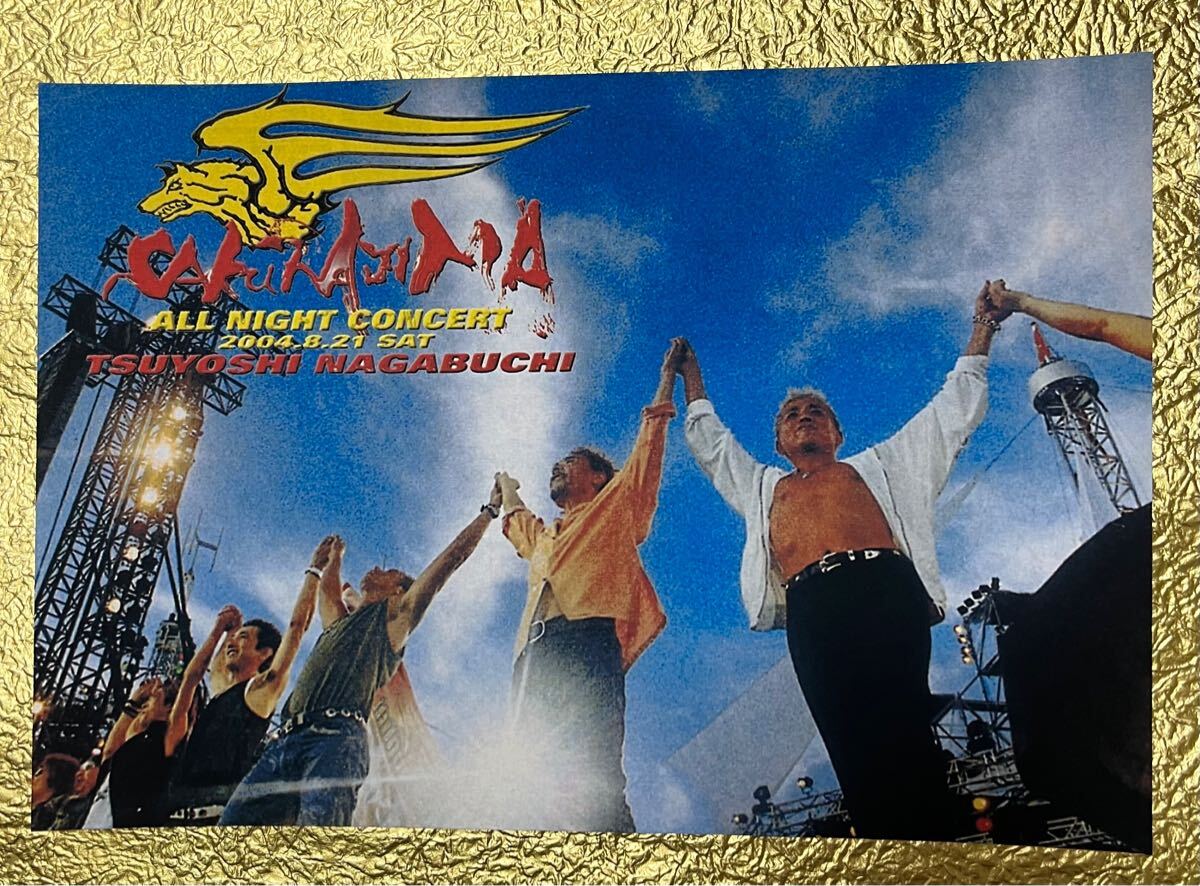 SAKURAJIMA
ALL NIGHT CONCERT
2004.8.21 SAT
TSUYOSHI NAGABUCHI